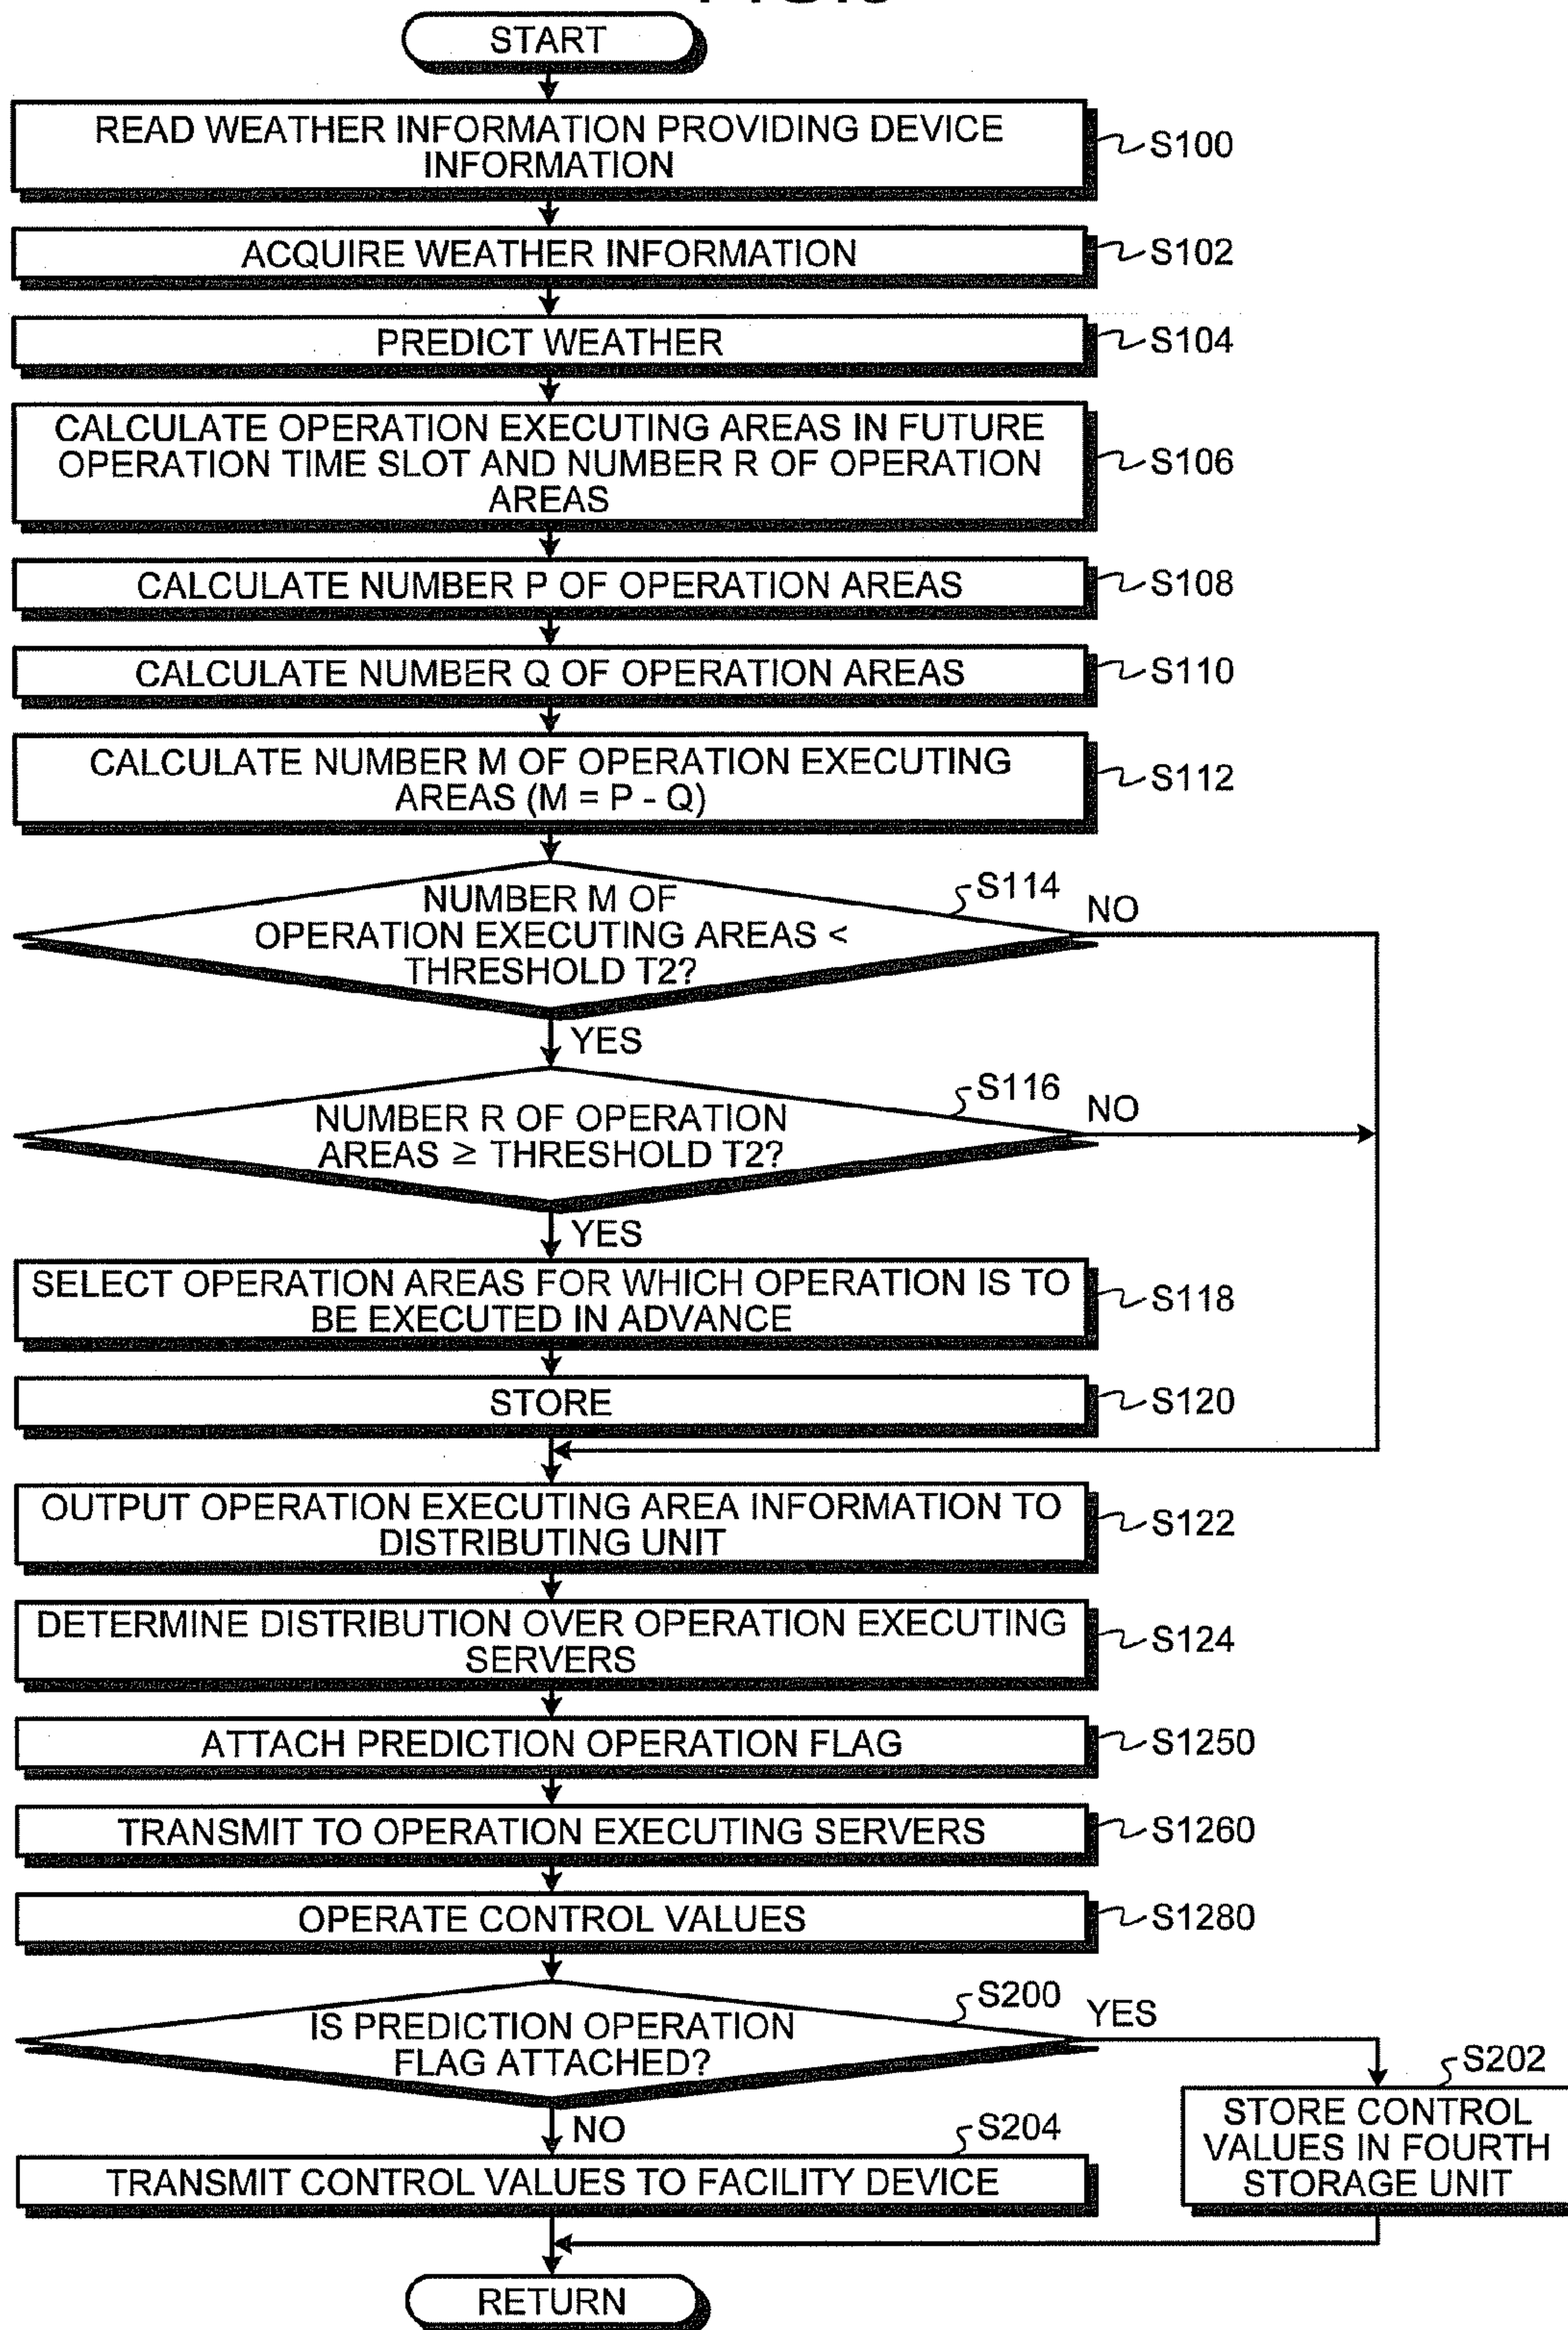 START
READ WEATHER INFORMATION PROVIDING DEVICE
INFORMATION
S100
ACQUIRE WEATHER INFORMATION
S102
PREDICT WEATHER
S104
CALCULATE OPERATION EXECUTING AREAS IN FUTURE
OPERATION TIME SLOT AND NUMBER R OF OPERATION
AREAS
S106
CALCULATE NUMBER P OF OPERATION AREAS
S108
CALCULATE NUMBER Q OF OPERATION AREAS
S110
CALCULATE NUMBER M OF OPERATION EXECUTING
AREAS (M = P - Q)
S112
NUMBER M OF
OPERATION EXECUTING AREAS <
THRESHOLD T2?
S114
NO
YES
NUMBER R OF OPERATION
AREAS ≥ THRESHOLD T2?
S116
NO
YES
SELECT OPERATION AREAS FOR WHICH OPERATION IS TO
BE EXECUTED IN ADVANCE
S118
STORE
S120
OUTPUT OPERATION EXECUTING AREA INFORMATION TO
DISTRIBUTING UNIT
S122
DETERMINE DISTRIBUTION OVER OPERATION EXECUTING
SERVERS
S124
ATTACH PREDICTION OPERATION FLAG
S1250
TRANSMIT TO OPERATION EXECUTING SERVERS
S1260
OPERATE CONTROL VALUES
S1280
IS PREDICTION OPERATION
FLAG ATTACHED?
S200
YES
NO
S202
STORE CONTROL
VALUES IN FOURTH
STORAGE UNIT
S204
TRANSMIT CONTROL VALUES TO FACILITY DEVICE
RETURN